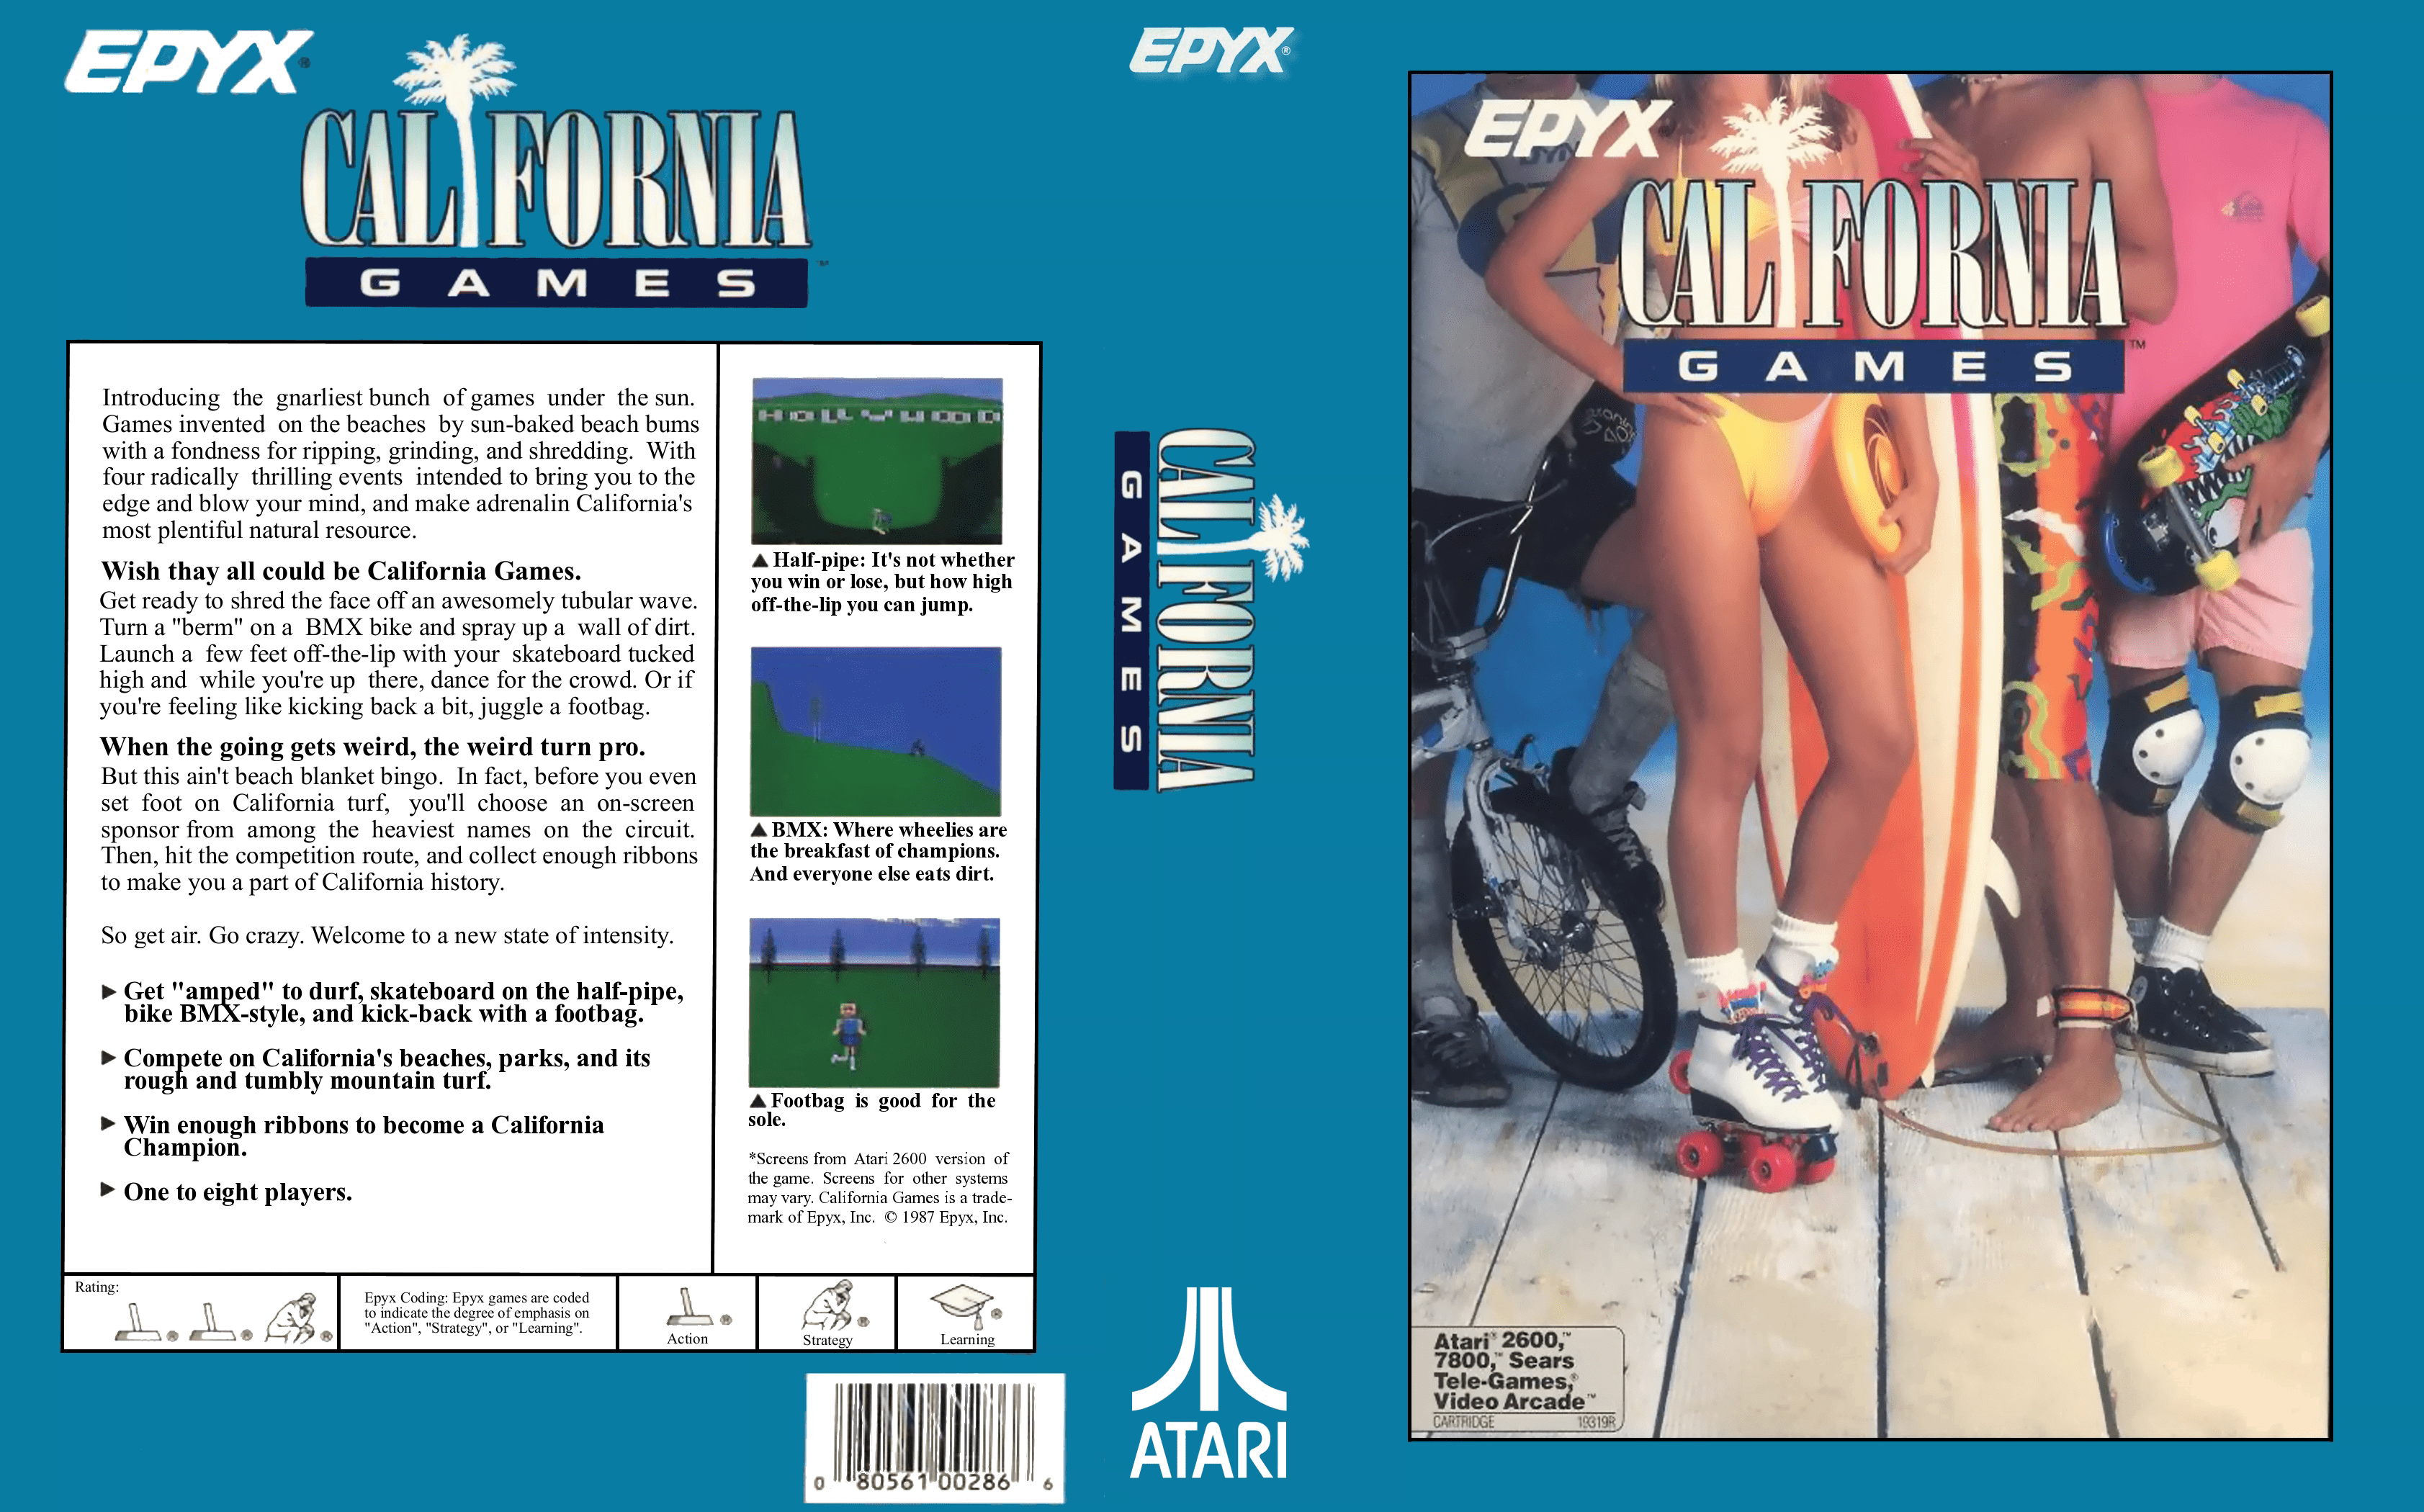 EPYX®
CALIFORNIA
GAMES™
Introducing the gnarliest bunch of games under the sun.
Games invented on the beaches by sun-baked beach bums
with a fondness for ripping, grinding, and shredding. With
four radically thrilling events intended to bring you to the
edge and blow your mind, and make adrenalin California's
most plentiful natural resource.
Wish thay all could be California Games.
Get ready to shred the face off an awesomely tubular wave.
Turn a "berm" on a BMX bike and spray up a wall of dirt.
Launch a few feet off-the-lip with your skateboard tucked
high and while you're up there, dance for the crowd. Or if
you're feeling like kicking back a bit, juggle a footbag.
When the going gets weird, the weird turn pro.
But this ain't beach blanket bingo. In fact, before you even
set foot on California turf, you'll choose an on-screen
sponsor from among the heaviest names on the circuit.
Then, hit the competition route, and collect enough ribbons
to make you a part of California history.
So get air. Go crazy. Welcome to a new state of intensity.
Get "amped" to durf, skateboard on the half-pipe,
bike BMX-style, and kick-back with a footbag.
Compete on California's beaches, parks, and its
rough and tumbly mountain turf.
Win enough ribbons to become a California
Champion.
One to eight players.
▲ Half-pipe: It's not whether
you win or lose, but how high
off-the-lip you can jump.
▲ BMX: Where wheelies are
the breakfast of champions.
And everyone else eats dirt.
▲ Footbag is good for the
sole.
*Screens from Atari 2600 version of
the game. Screens for other systems
may vary. California Games is a trade-
mark of Epyx, Inc. © 1987 Epyx, Inc.
Rating:
® ® ®
Epyx Coding: Epyx games are coded
to indicate the degree of emphasis on
"Action", "Strategy", or "Learning".
®
Action
®
Strategy
®
Learning
0 80561 00286 6
EPYX®
CALIFORNIA
GAMES
ATARI
EPYX
CALIFORNIA
GAMES™
Atari® 2600,™
7800,™ Sears
Tele-Games,®
Video Arcade™
CARTRIDGE 19319R